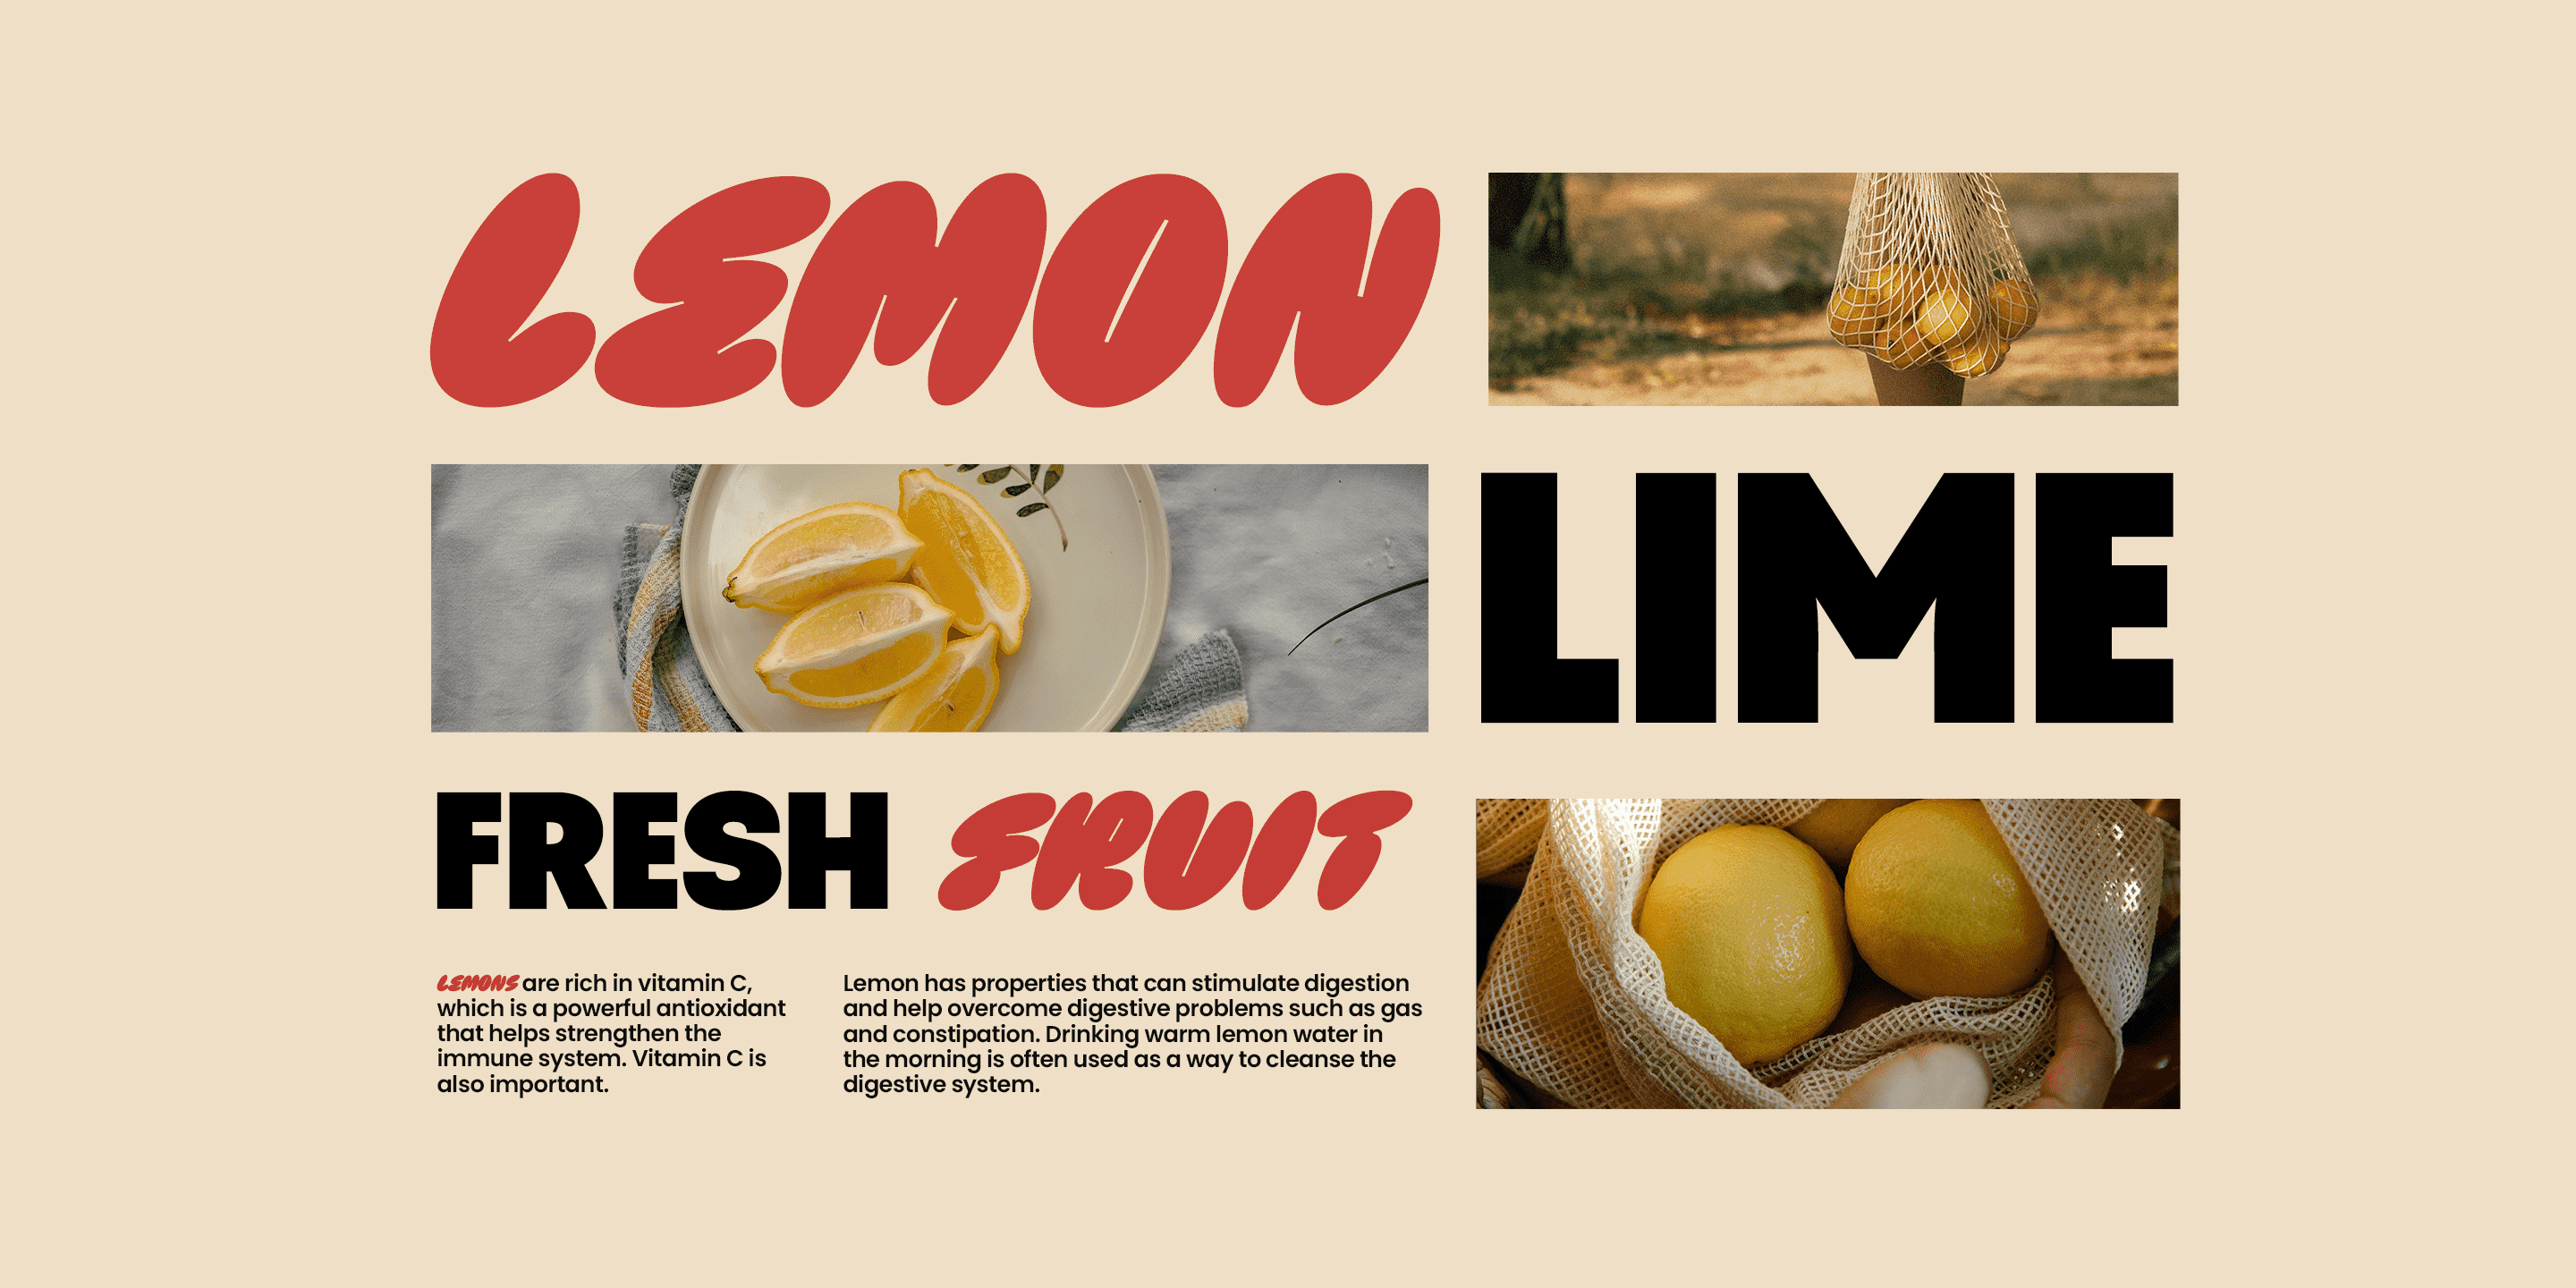 LEMON
LIME
FRESH FRUIT
LEMONS are rich in vitamin C,
which is a powerful antioxidant
that helps strengthen the
immune system. Vitamin C is
also important.
Lemon has properties that can stimulate digestion
and help overcome digestive problems such as gas
and constipation. Drinking warm lemon water in
the morning is often used as a way to cleanse the
digestive system.